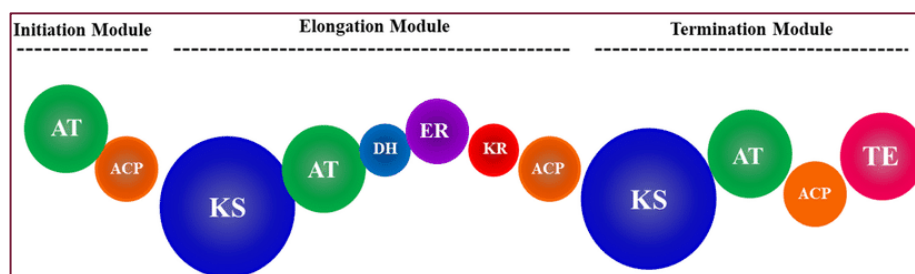 Initiation Module
Elongation Module
Termination Module
AT
ACP
KS
AT
DH
ER
KR
ACP
KS
AT
ACP
TE